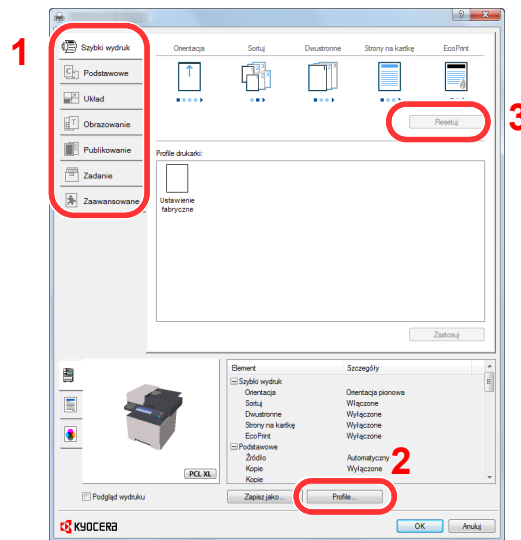 1
Szybki wydruk
Podstawowe
Układ
Obrazowanie
Publikowanie
Zadanie
Zaawansowane
Orientacja Sortuj Dwustronne Strony na kartkę EcoPrint
Resetuj
3
Profile drukarki:
Ustawienie
fabryczne
Zastosuj
Element Szczegóły
Szybki wydruk
Orientacja Orientacja pionowa
Sortuj Włączone
Dwustronne Wyłączone
Strony na kartkę Wyłączone
EcoPrint Wyłączone
Podstawowe
Źródło Automatyczny
Kopie Wyłączone
Kopie
2
PCL XL
Podgląd wydruku
Zapisz jako...
Profile...
KYOCERA
OK
Anuluj